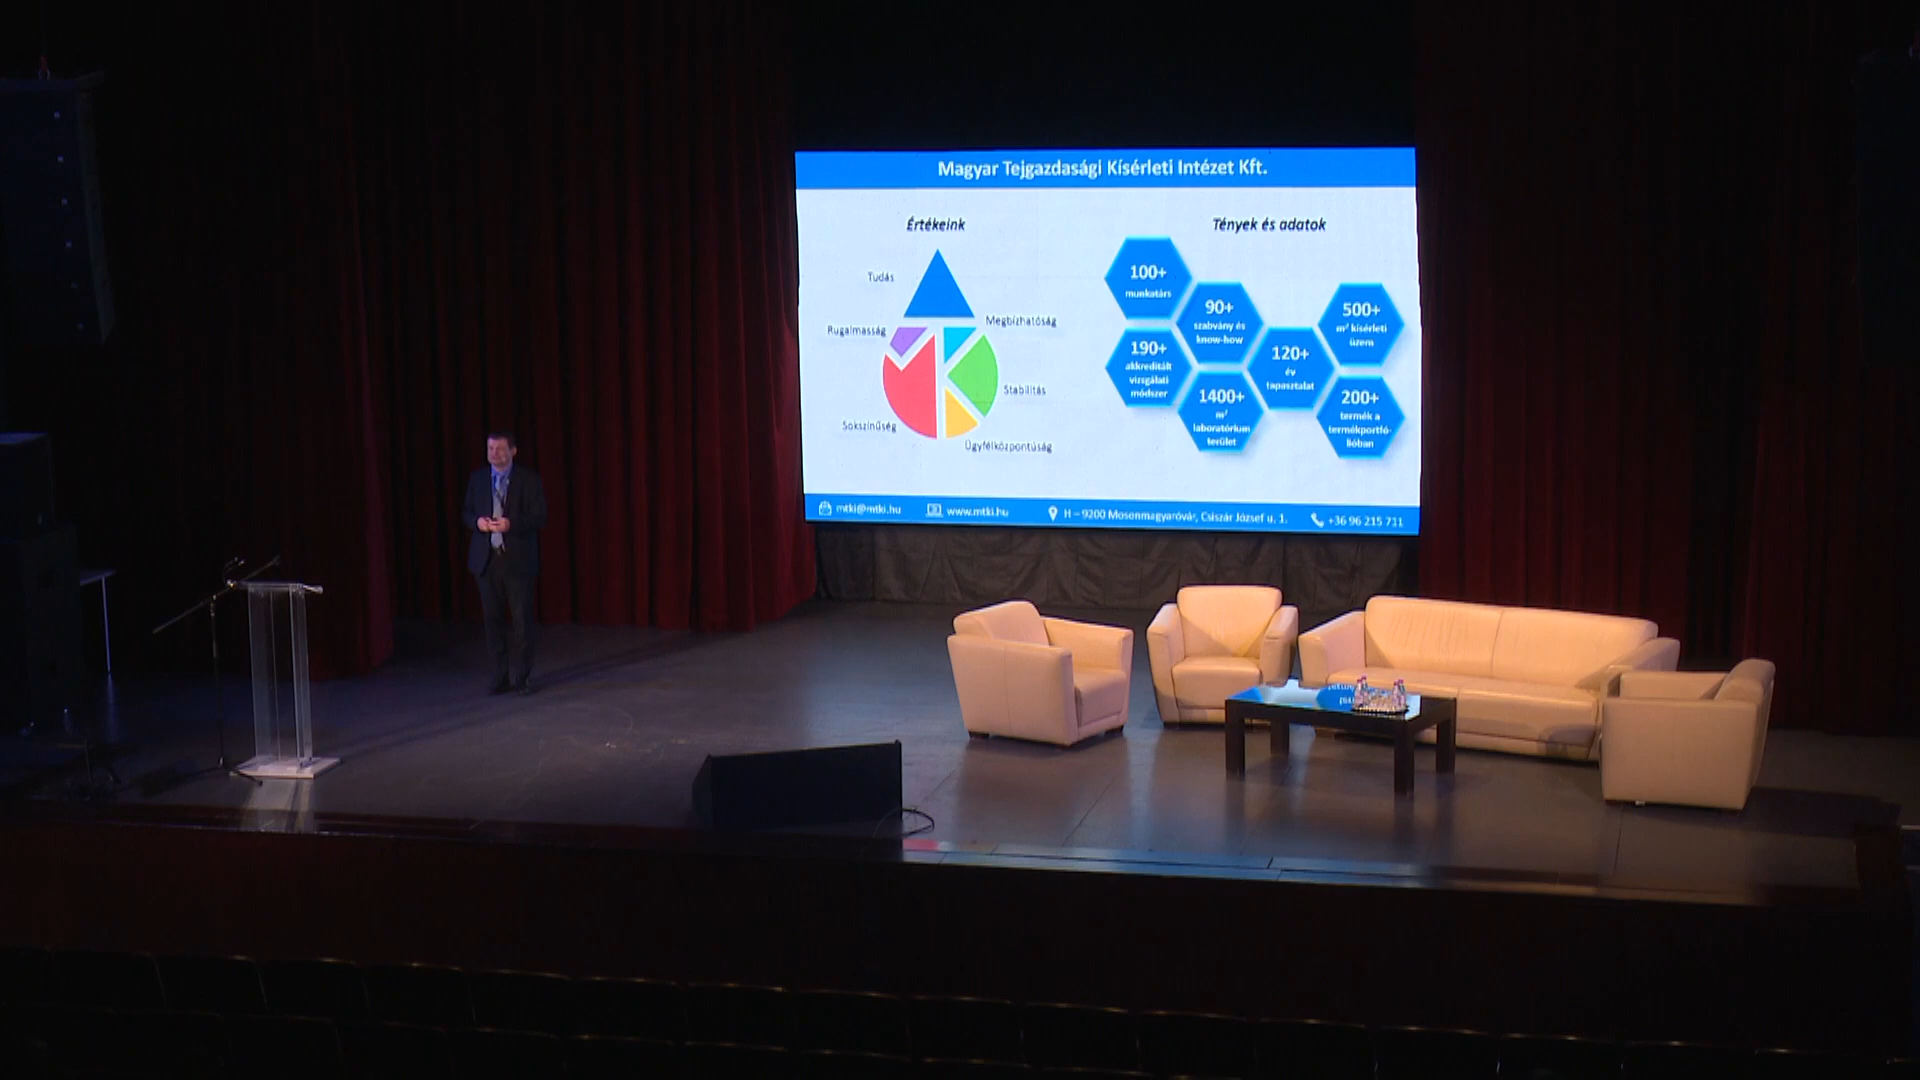 Magyar Tejgazdasági Kísérleti Intézet Kft.
Értékeink
Tudás
Rugalmasság
Megbízhatóság
Stabilitás
Sokszínűség
Ügyfélközpontúság
Tények és adatok
100+
munkatárs
90+
szabvány és
know-how
500+
m² kísérleti
üzem
190+
akkreditált
vizsgálati
módszer
120+
év
tapasztalat
1400+
m²
laboratórium
terület
200+
termék a
termékportfó-
lióban
mtki@mtki.hu
www.mtki.hu
H – 9200 Mosonmagyaróvár, Csiszár József u. 1.
+36 96 215 711